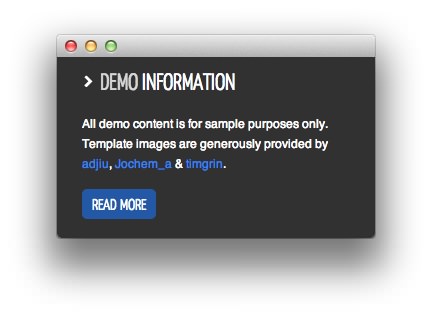 DEMO INFORMATION
All demo content is for sample purposes only.
Template images are generously provided by
adjiu, Jochem_a & timgrin.
READ MORE